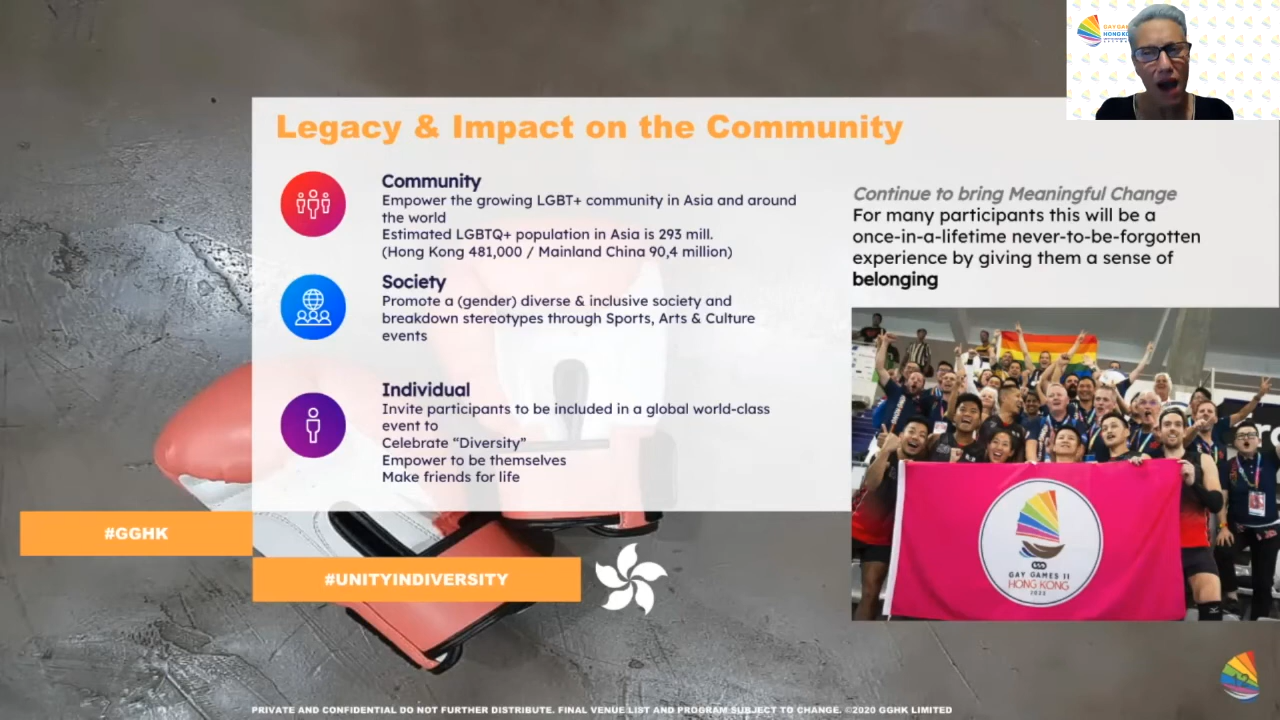 Legacy & Impact on the Community
Community
Empower the growing LGBT+ community in Asia and around
the world
Estimated LGBTQ+ population in Asia is 293 mill.
(Hong Kong 481,000 / Mainland China 90,4 million)
Society
Promote a (gender) diverse & inclusive society and
breakdown stereotypes through Sports, Arts & Culture
events
Individual
Invite participants to be included in a global world-class
event to
Celebrate “Diversity”
Empower to be themselves
Make friends for life
Continue to bring Meaningful Change
For many participants this will be a
once-in-a-lifetime never-to-be-forgotten
experience by giving them a sense of
belonging
GAY GAMES 11
HONG KONG
2022
#GGHK
#UNITYINDIVERSITY
PRIVATE AND CONFIDENTIAL DO NOT FURTHER DISTRIBUTE. FINAL VENUE LIST AND PROGRAM SUBJECT TO CHANGE. ©2020 GGHK LIMITED